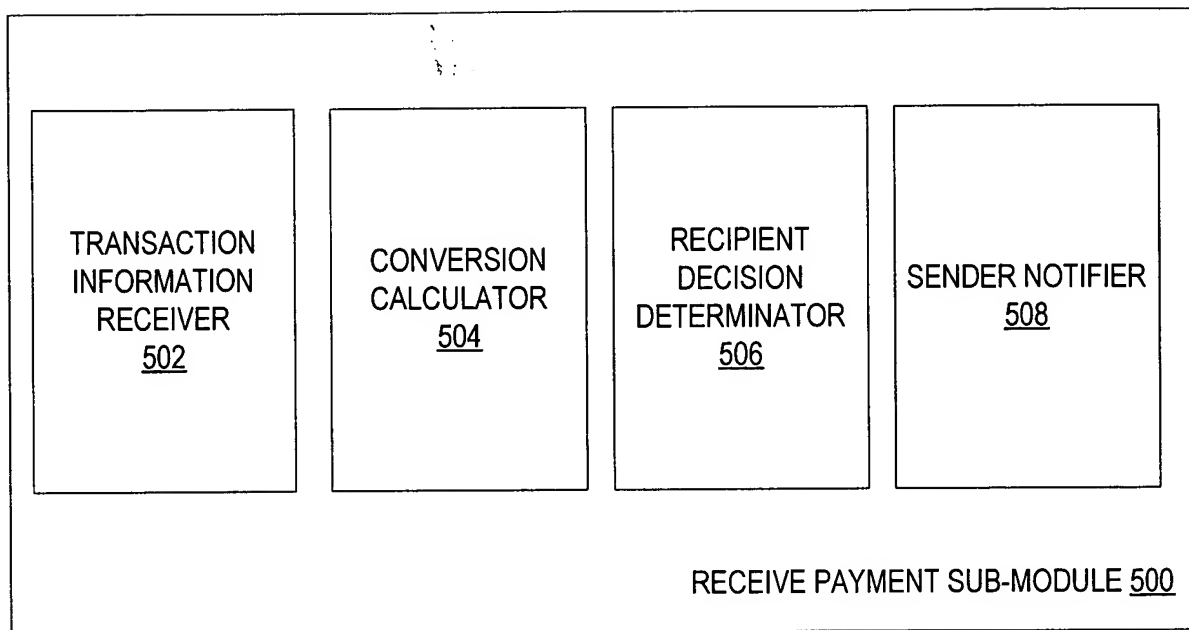 TRANSACTION
INFORMATION
RECEIVER
502
CONVERSION
CALCULATOR
504
RECIPIENT
DECISION
DETERMINATOR
506
SENDER NOTIFIER
508
RECEIVE PAYMENT SUB-MODULE 500